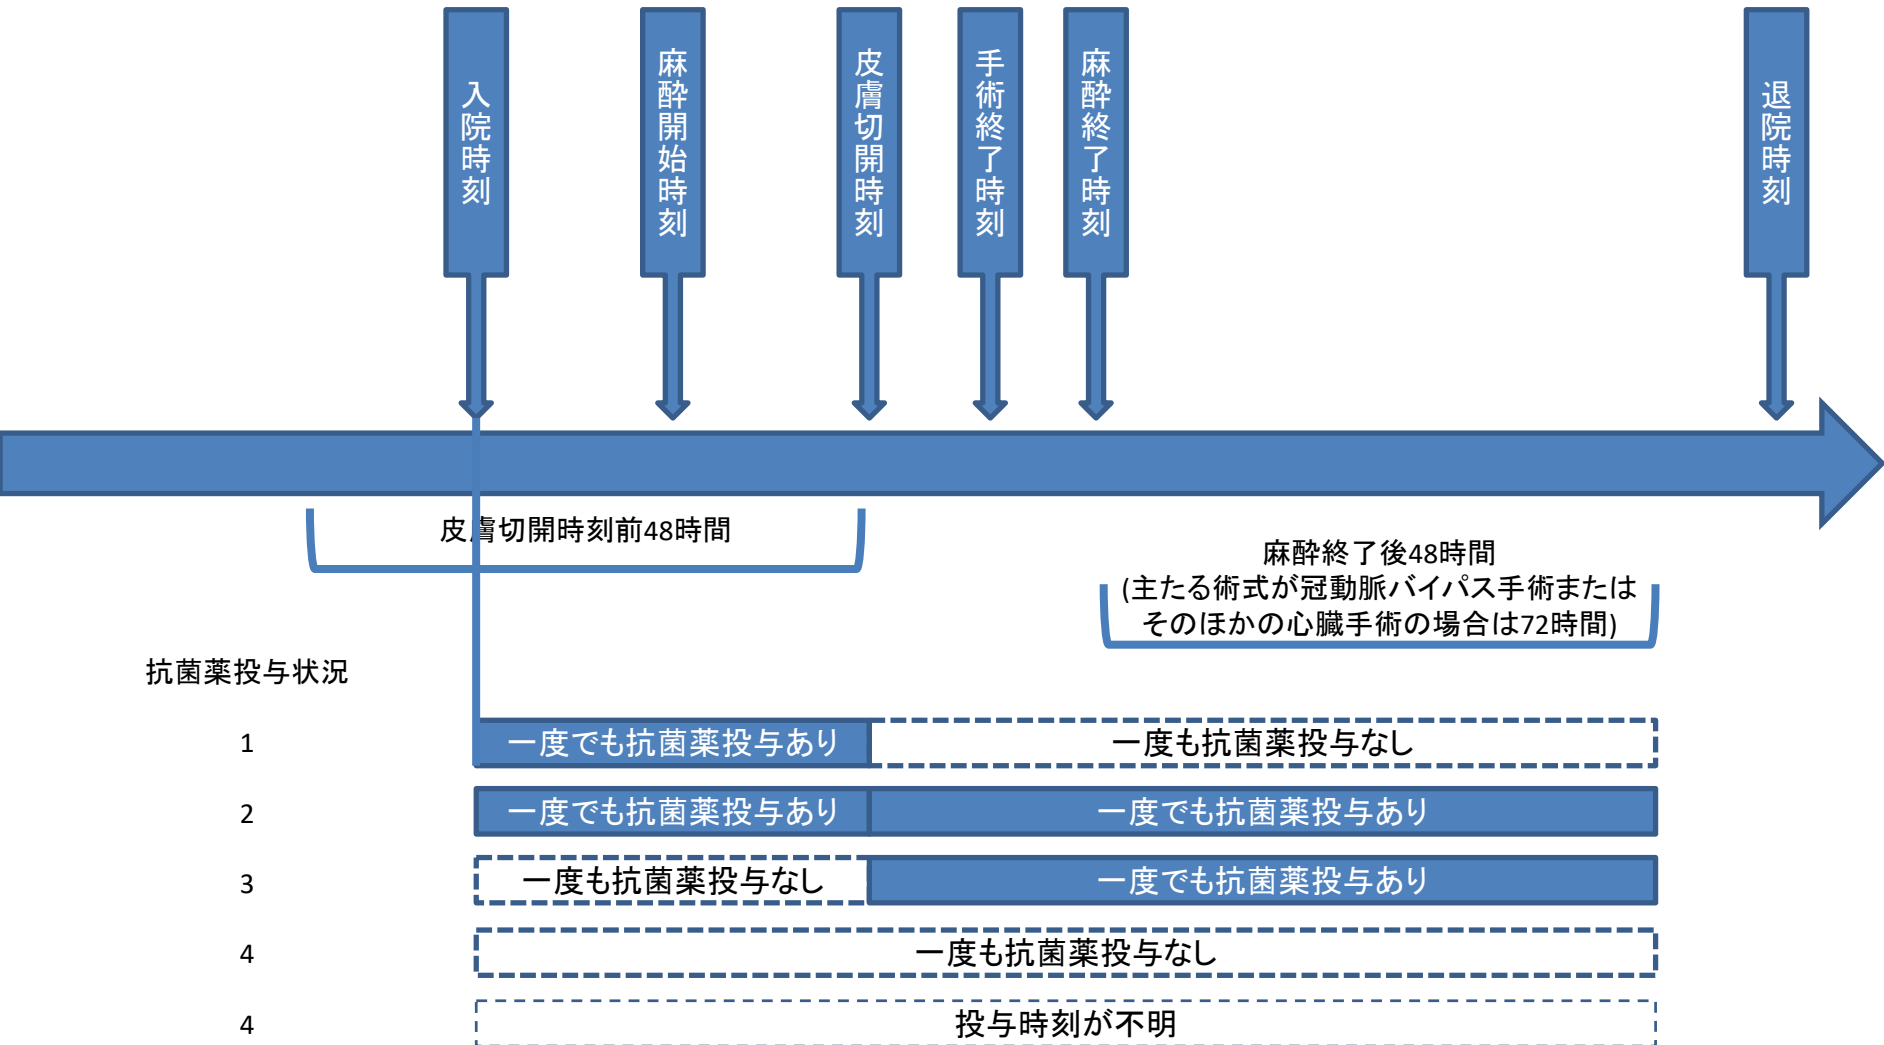 入院時刻
麻酔開始時刻
皮膚切開時刻
手術終了時刻
麻酔終了時刻
退院時刻
皮膚切開時刻前48時間
麻酔終了後48時間
(主たる術式が冠動脈バイパス手術または
そのほかの心臓手術の場合は72時間)
抗菌薬投与状況
1 一度でも抗菌薬投与あり 一度も抗菌薬投与なし
2 一度でも抗菌薬投与あり 一度でも抗菌薬投与あり
3 一度も抗菌薬投与なし 一度でも抗菌薬投与あり
4 一度も抗菌薬投与なし
4 投与時刻が不明